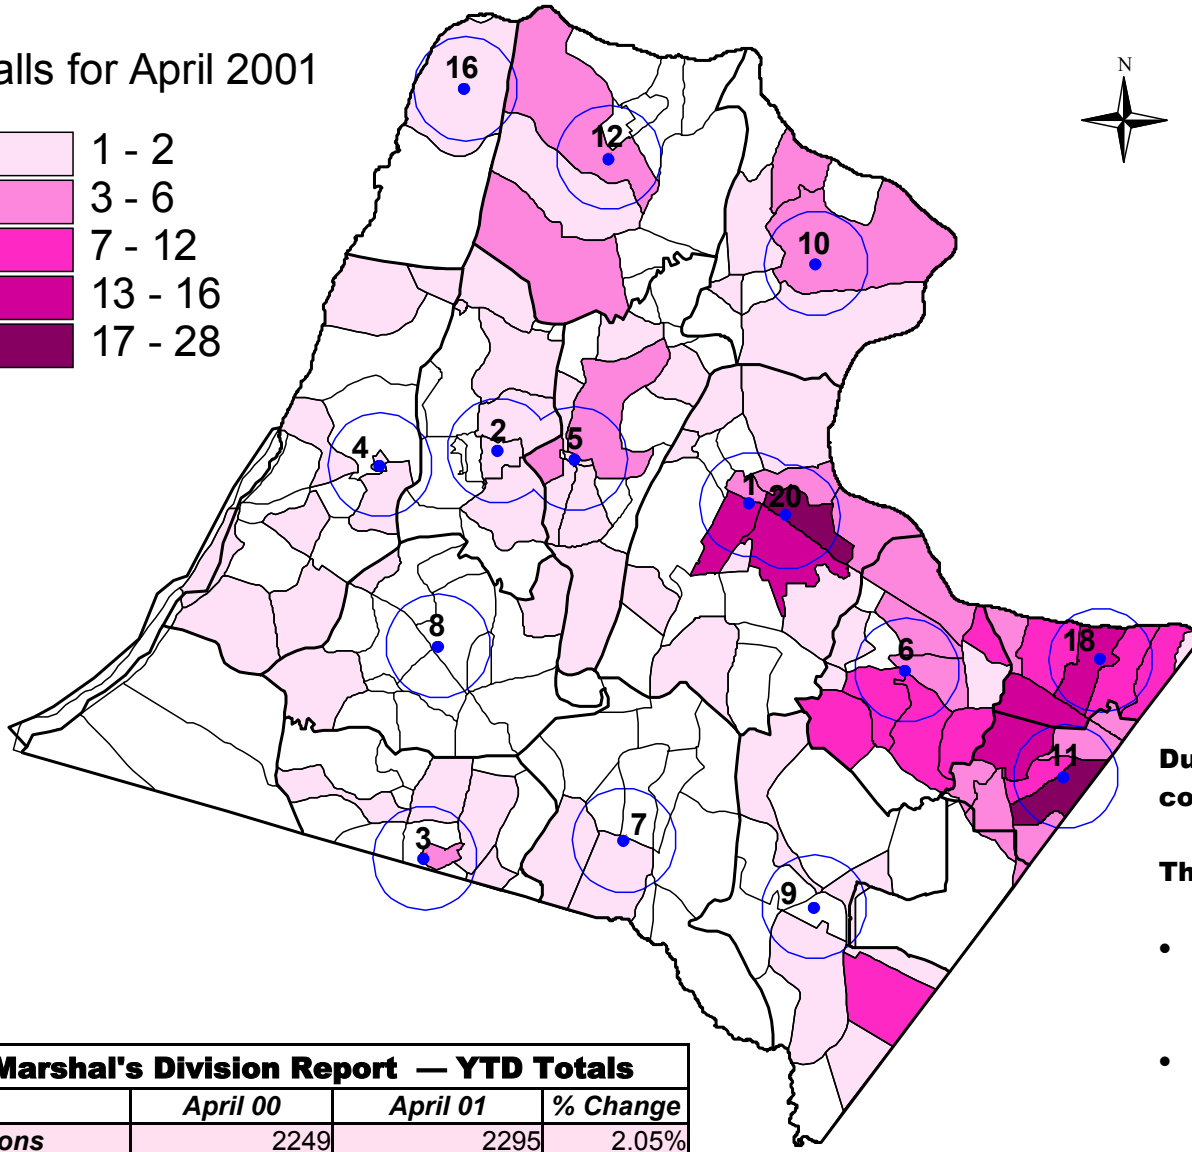 alls for April 2001
N
1 - 2
3 - 6
7 - 12
13 - 16
17 - 28
16
12
10
4
2
5
1
20
8
6
18
11
3
7
9
Du
co
Th
•
•
Marshal's Division Report — YTD Totals
April 00 April 01 % Change
ons 2249 2295 2.05%